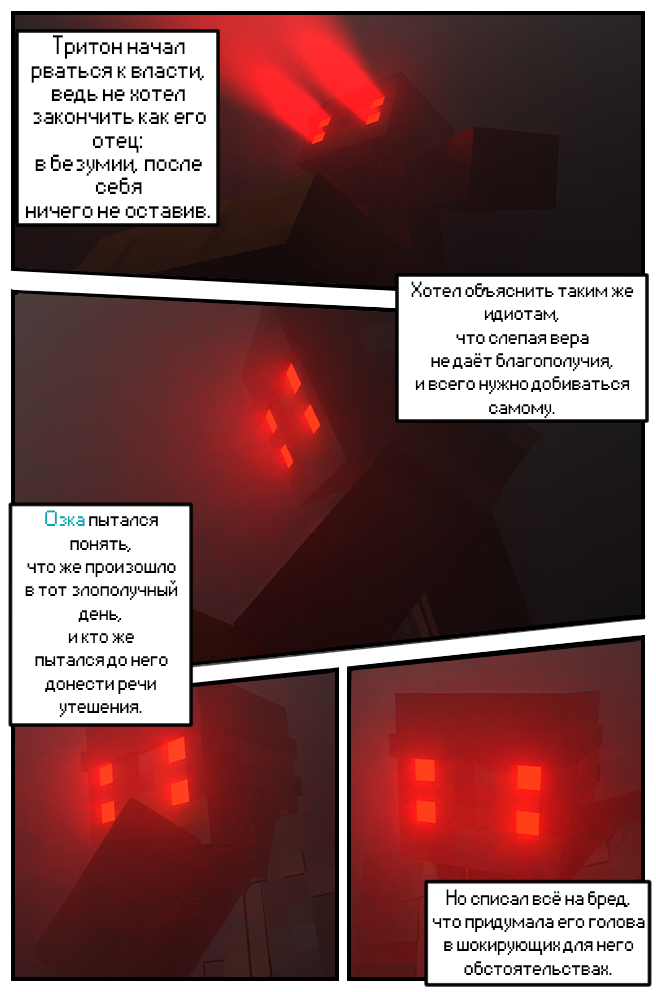 Тритон начал
рваться к власти,
ведь не хотел
закончить как его
отец:
в безумии, после
себя
ничего не оставив.
Хотел объяснить таким же
идиотам,
что слепая вера
не даёт благополучия,
и всего нужно добиваться
самому.
Озка пытался
понять,
что же произошло
в тот злополучный
день,
и кто же
пытался до него
донести речи
утешения.
Но списал всё на бред,
что придумала его голова
в шокирующих для него
обстоятельствах.